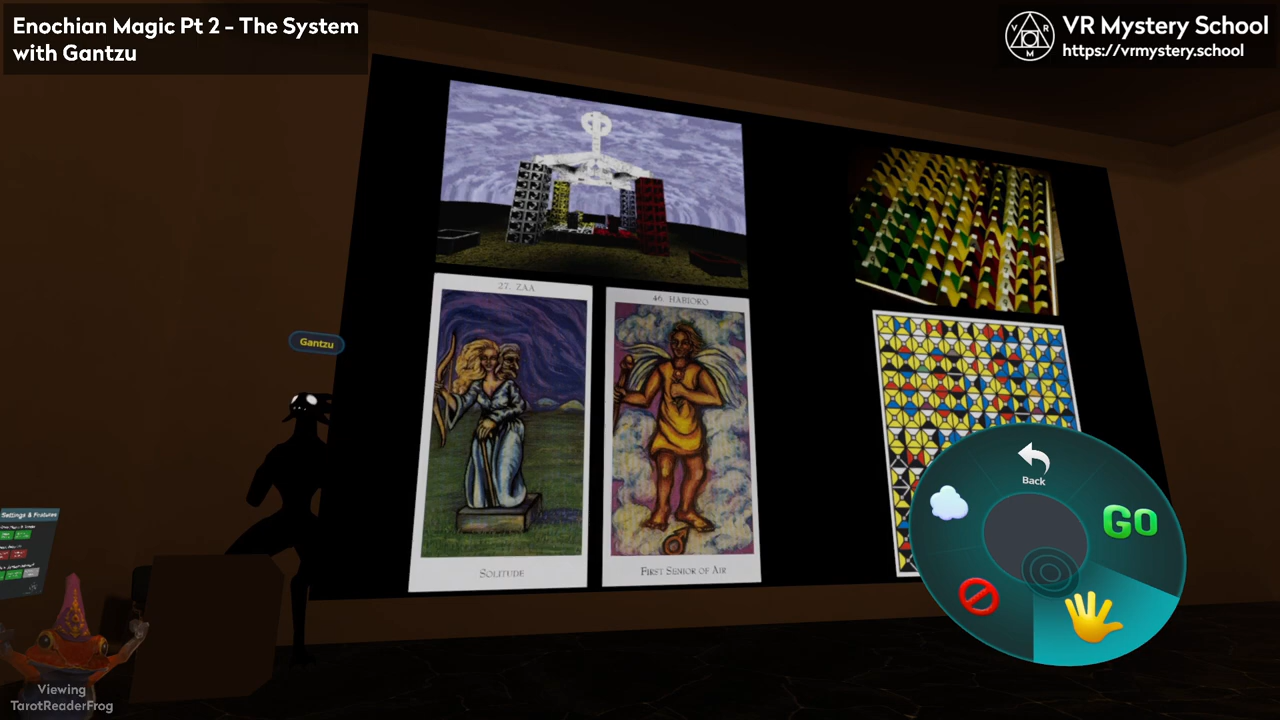 Enochian Magic Pt 2 - The System
with Gantzu
VR Mystery School
https://vrmystery.school
V R
M
27. ZAA
46. HABIORO
Gantzu
Back
GO
Settings & Features
SOLITUDE
FIRST SENIOR OF AIR
Viewing
TarotReaderFrog